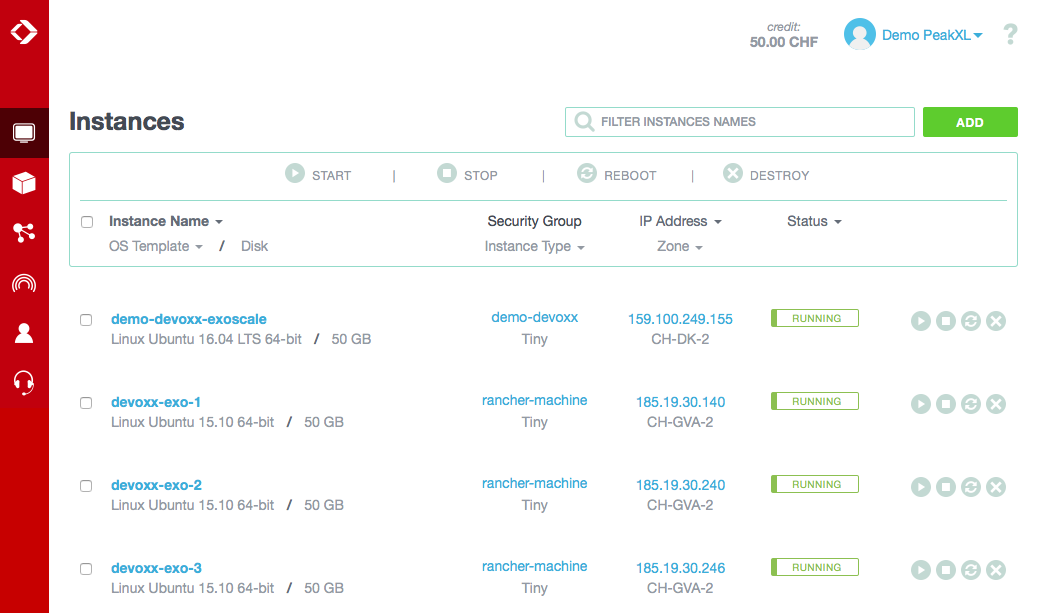 credit:
50.00 CHF
Demo PeakXL
?
Instances
FILTER INSTANCES NAMES
ADD
START | STOP | REBOOT | DESTROY
Instance Name Security Group IP Address Status
OS Template / Disk Instance Type Zone
demo-devoxx-exoscale demo-devoxx 159.100.249.155 RUNNING
Linux Ubuntu 16.04 LTS 64-bit / 50 GB Tiny CH-DK-2
devoxx-exo-1 rancher-machine 185.19.30.140 RUNNING
Linux Ubuntu 15.10 64-bit / 50 GB Tiny CH-GVA-2
devoxx-exo-2 rancher-machine 185.19.30.240 RUNNING
Linux Ubuntu 15.10 64-bit / 50 GB Tiny CH-GVA-2
devoxx-exo-3 rancher-machine 185.19.30.246 RUNNING
Linux Ubuntu 15.10 64-bit / 50 GB Tiny CH-GVA-2